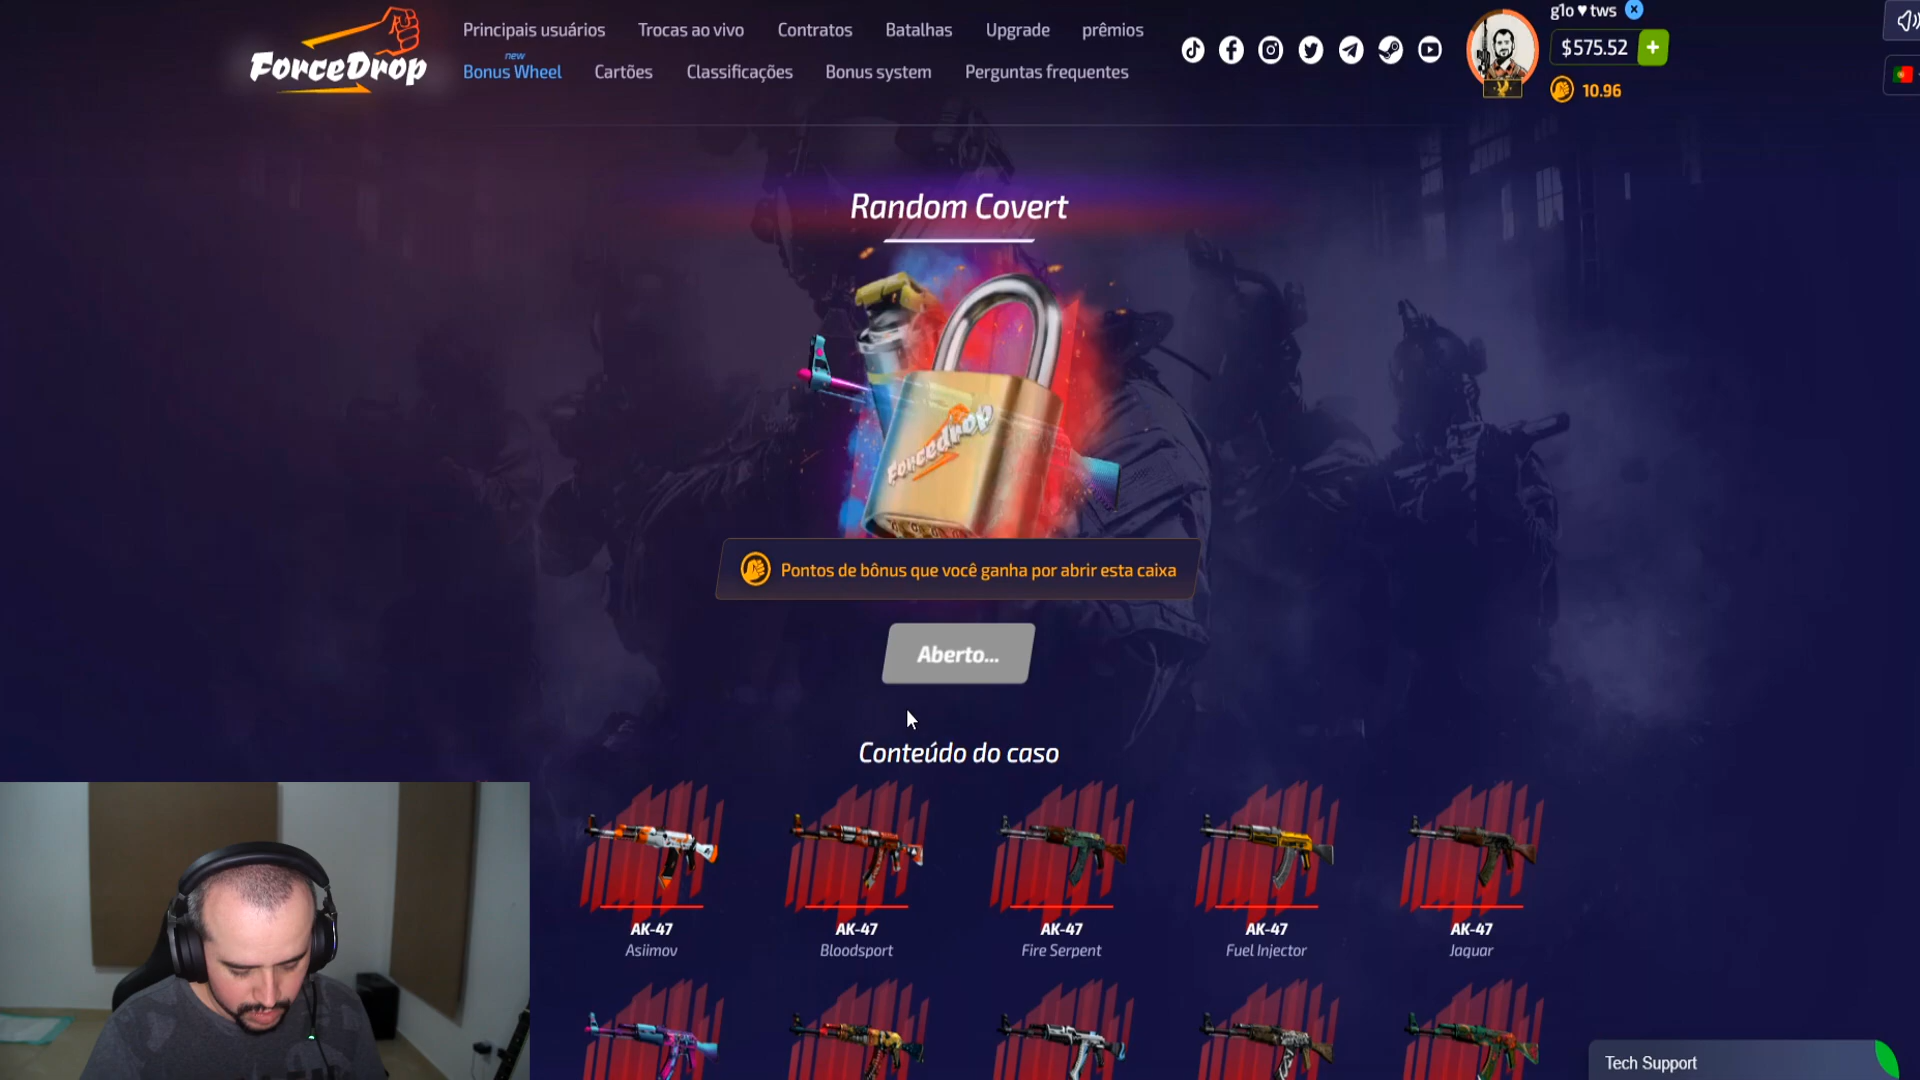 ForceDrop
Principais usuários
Trocas ao vivo
Contratos
Batalhas
Upgrade
prêmios
new
Bonus Wheel
Cartões
Classificações
Bonus system
Perguntas frequentes
g1o ♥ tws
$575.52
+
10.96
Random Covert
Forcedrop
Pontos de bônus que você ganha por abrir esta caixa
Aberto...
Conteúdo do caso
AK-47
Asiimov
AK-47
Bloodsport
AK-47
Fire Serpent
AK-47
Fuel Injector
AK-47
Jaguar
Tech Support